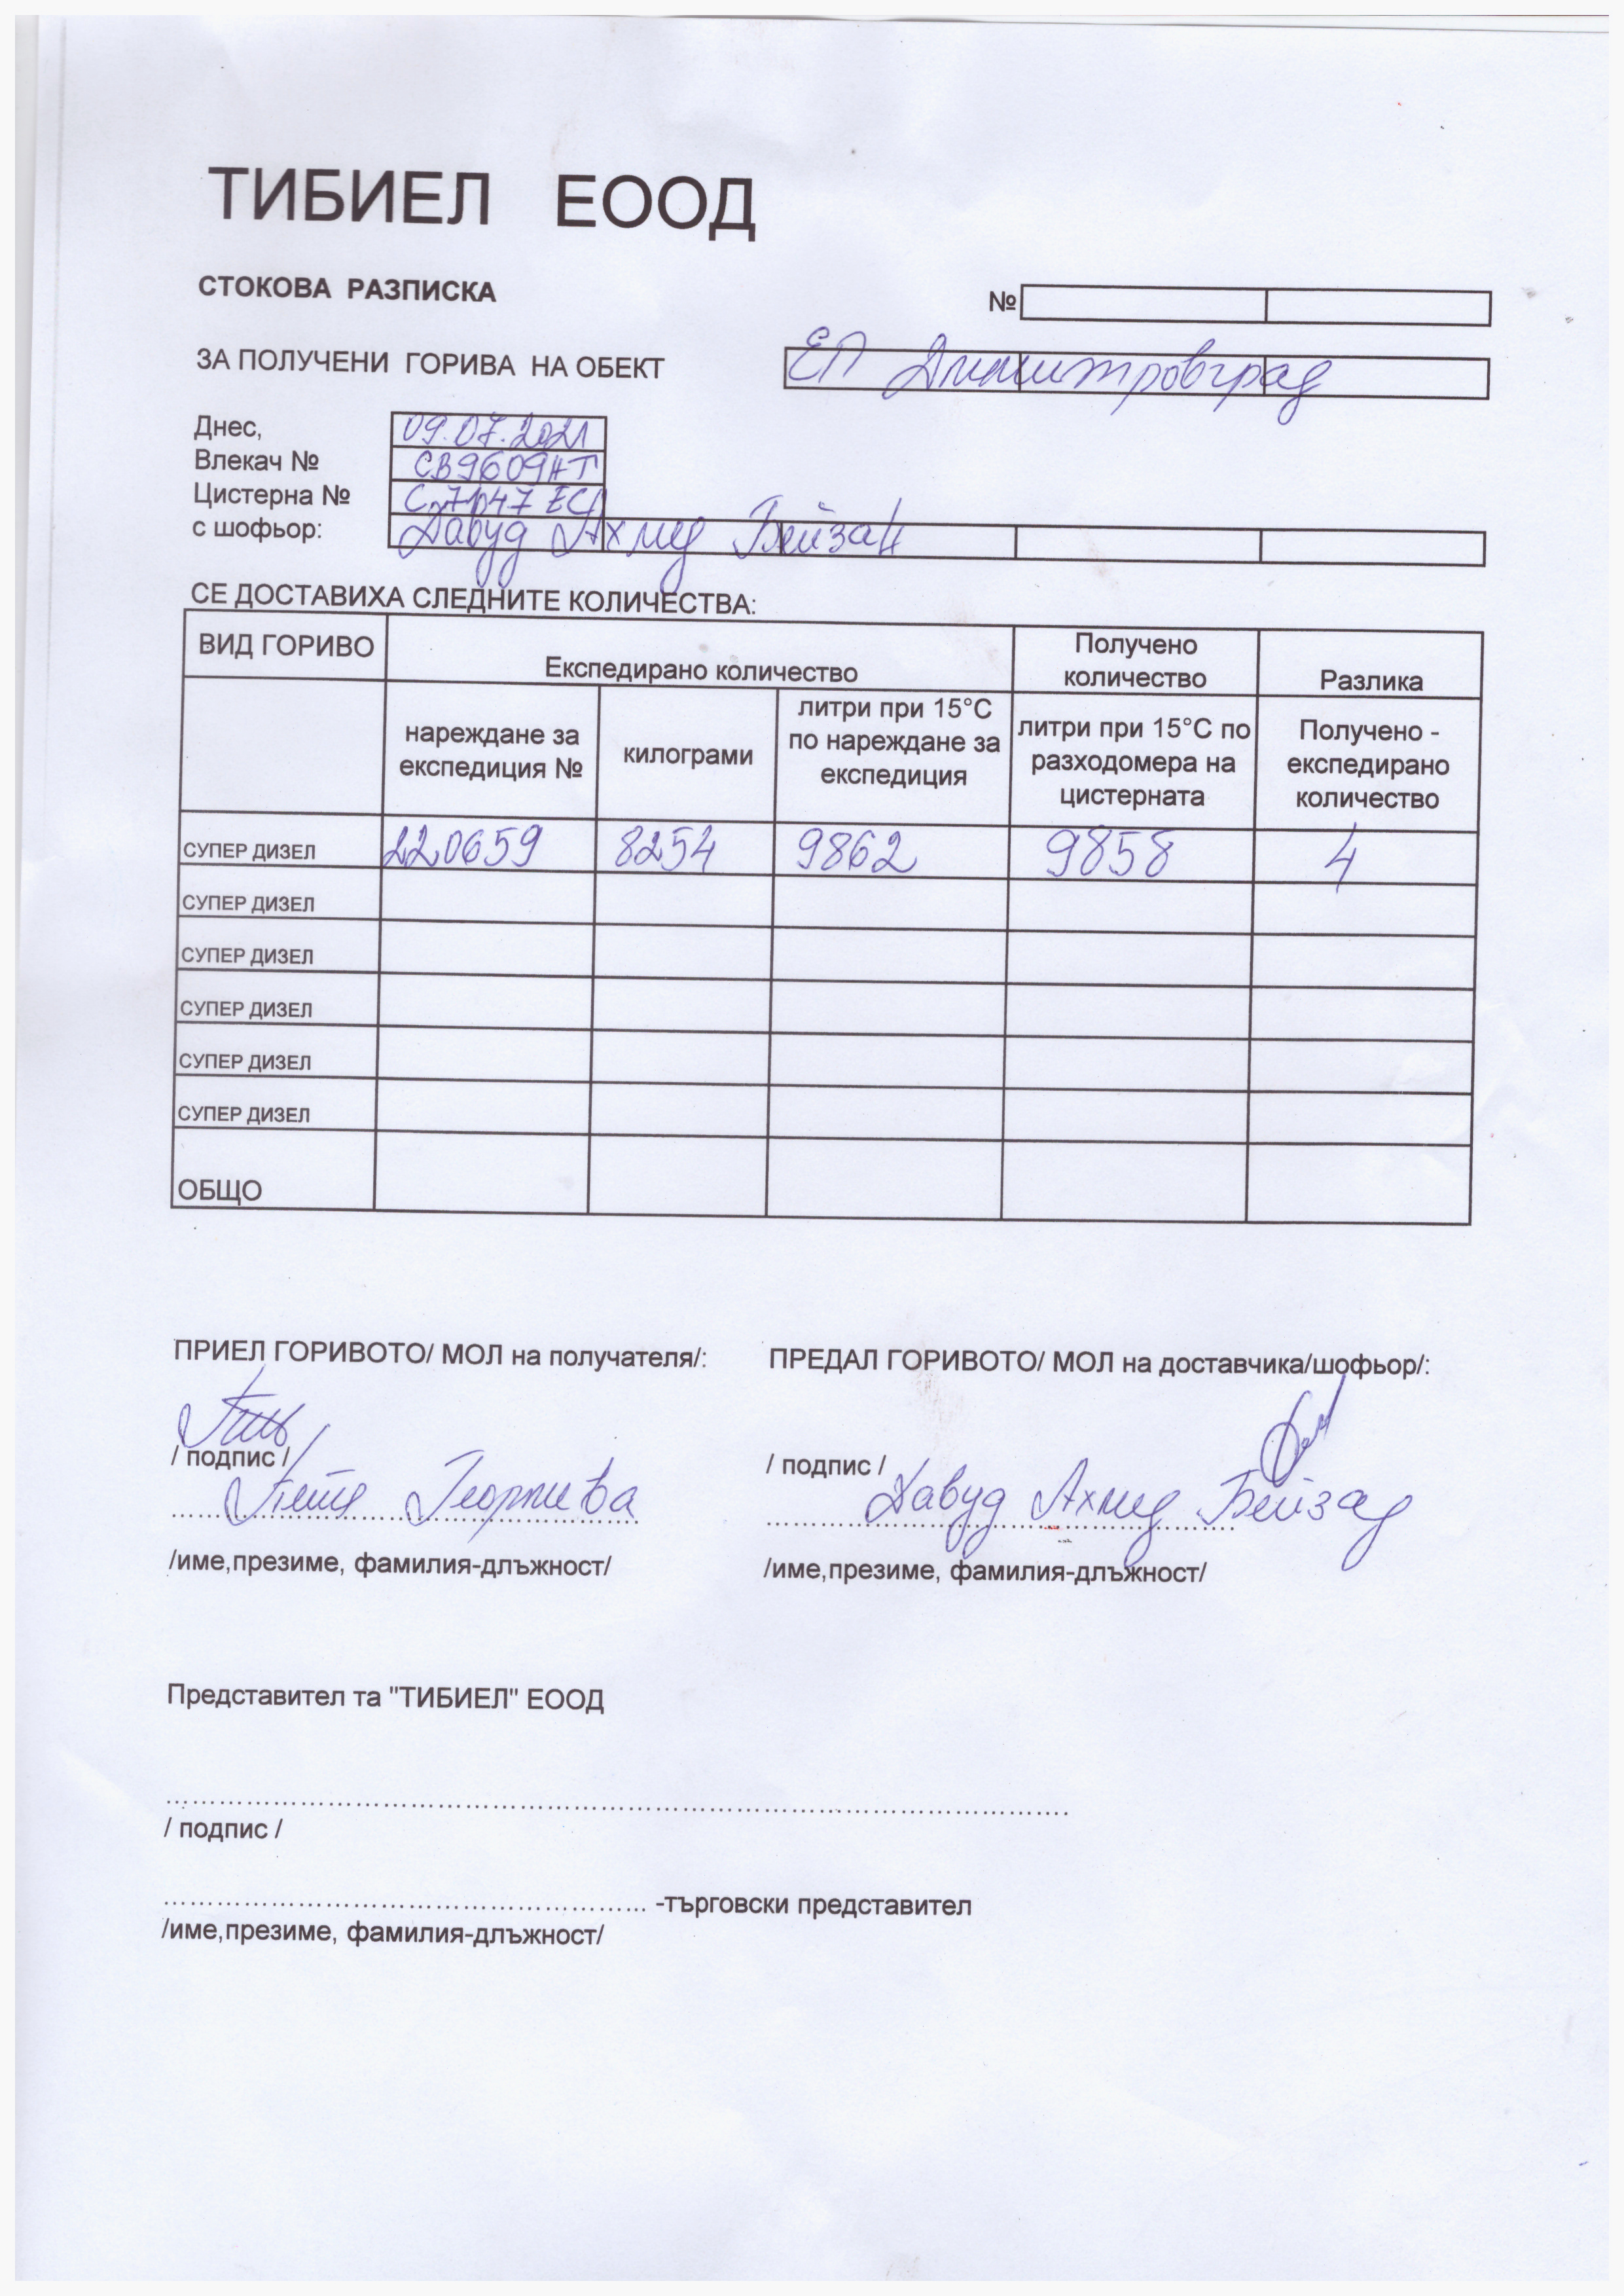 ТИБИЕЛ ЕООД
СТОКОВА РАЗПИСКА №
ЗА ПОЛУЧЕНИ ГОРИВА НА ОБЕКТ ЕП Димитровград
Днес, 09.07.2021
Влекач № СВ9609НТ
Цистерна №
с шофьор: Давуд Ахмед
СЕ ДОСТАВИХА СЛЕДНИТЕ КОЛИЧЕСТВА:
ВИД ГОРИВО Експедирано количество Получено количество Разлика
нареждане за експедиция № килограми литри при 15°С по нареждане за експедиция литри при 15°С по разходомера на цистерната Получено - експедирано количество
СУПЕР ДИЗЕЛ 220659 8254 9862 9858 4
СУПЕР ДИЗЕЛ
СУПЕР ДИЗЕЛ
СУПЕР ДИЗЕЛ
СУПЕР ДИЗЕЛ
СУПЕР ДИЗЕЛ
ОБЩО
ПРИЕЛ ГОРИВОТО/ МОЛ на получателя/: ПРЕДАЛ ГОРИВОТО/ МОЛ на доставчика/шофьор/:
/ подпис / / подпис /
Петя Георгиева Давуд Ахмед
/име,презиме, фамилия-длъжност/ /име,презиме, фамилия-длъжност/
Представител та "ТИБИЕЛ" ЕООД
/ подпис /
-търговски представител
/име,презиме, фамилия-длъжност/